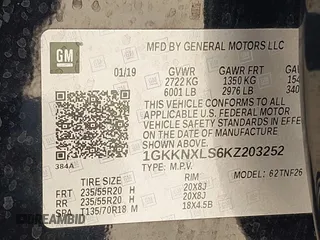 GM
MFD BY GENERAL MOTORS LLC
01/19
GVWR GAWR FRT
2722 KG 1350 KG
6001 LB 2976 LB
THIS VEHICLE CONFORMS TO ALL
APPLICABLE U.S. FEDERAL MOTOR
VEHICLE SAFETY STANDARDS IN
ON THE DATE OF MANUFACTURE
SHOWN ABOVE.
1GKKNXLS6KZ203252
TYPE: M.P.V.
384A
MODEL: 62TNF26
TIRE SIZE RIM
FRT 235/55R20 H 20X8J
RR 235/55R20 H 20X8J
SPA T135/70R18 M 18X4.5B
DREAMBID